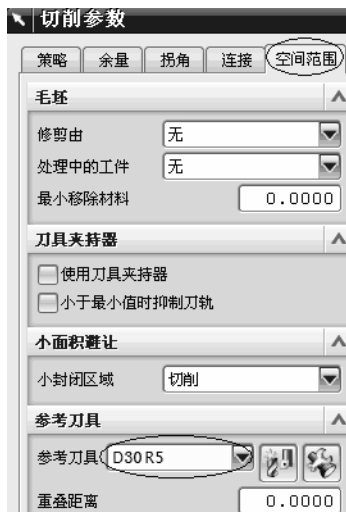 切削参数
策略 余量 拐角 连接 空间范围
毛坯
修剪由 无
处理中的工件 无
最小移除材料 0.0000
刀具夹持器
使用刀具夹持器
小于最小值时抑制刀轨
小面积避让
小封闭区域 切削
参考刀具
参考刀具 D30R5
重叠距离 0.0000